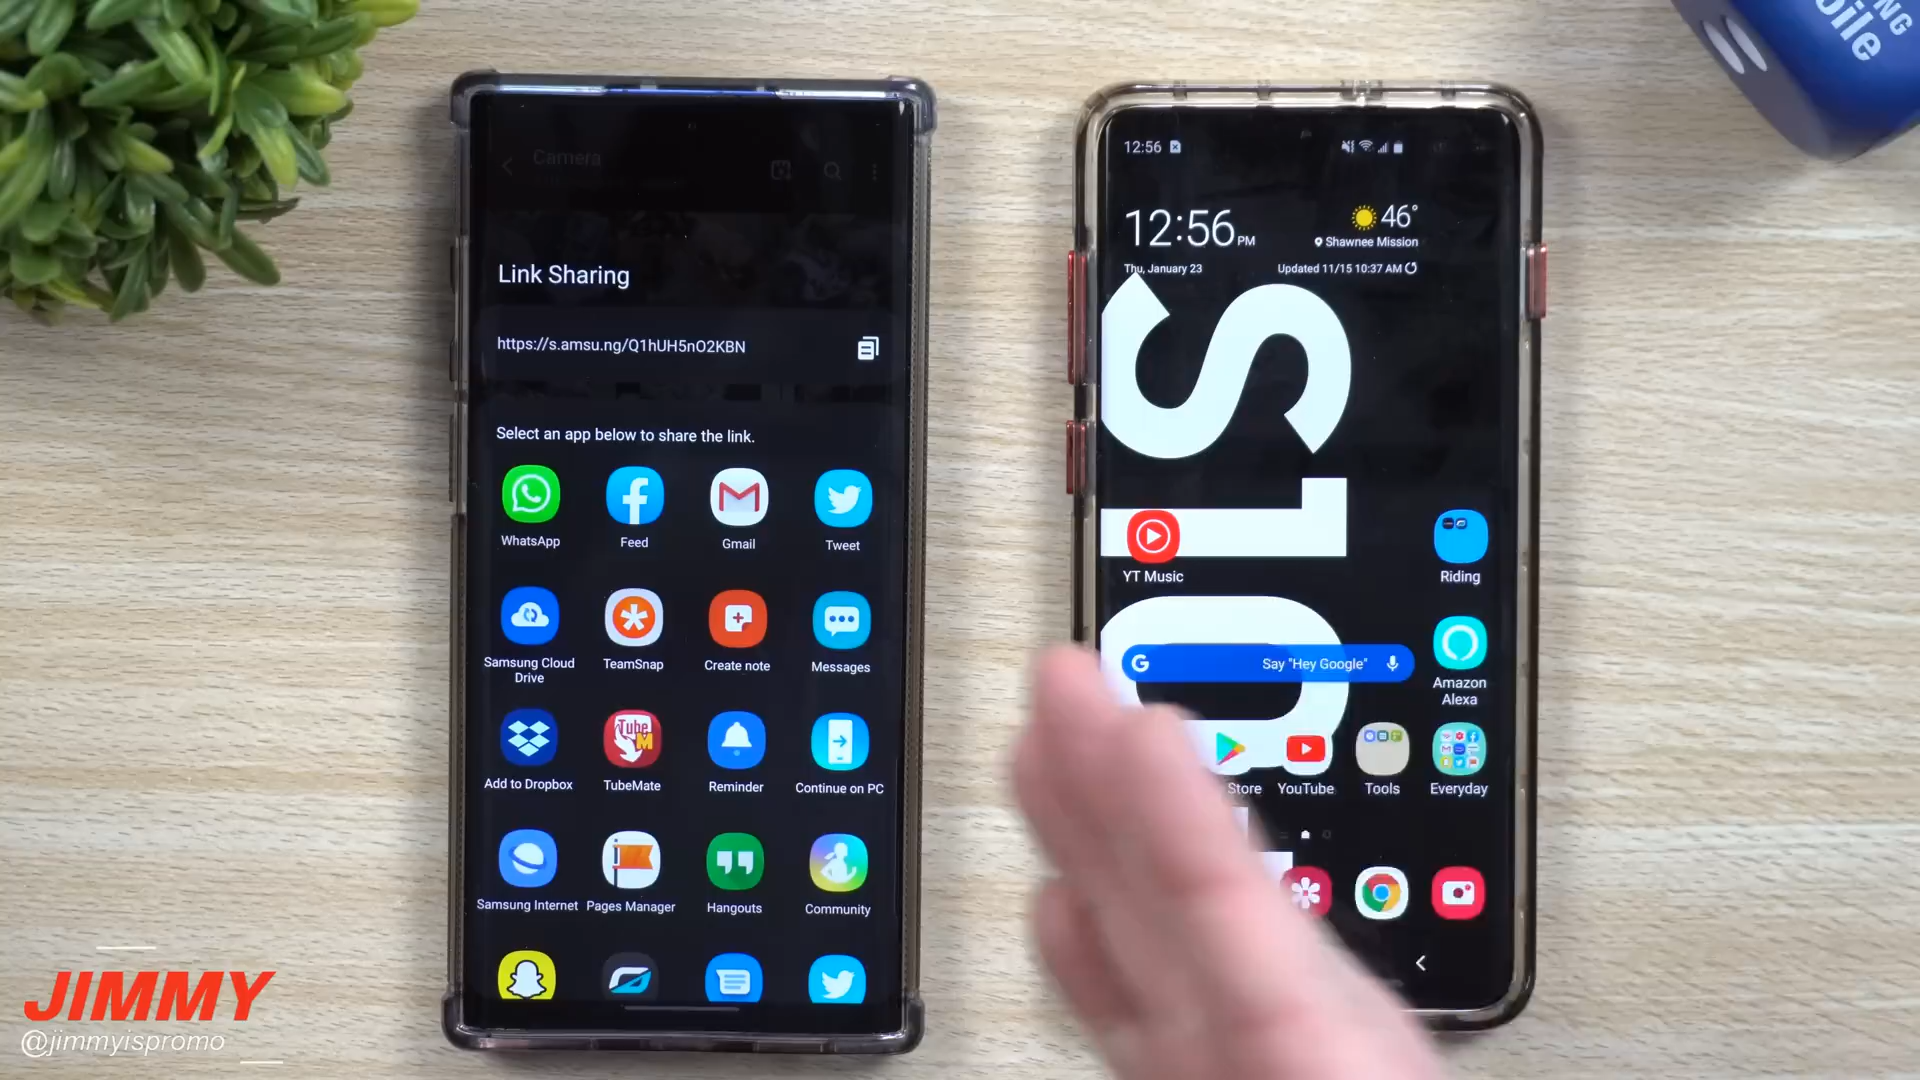 NG
bile
Camera
Link Sharing
https://s.amsu.ng/Q1hUH5nO2KBN
Select an app below to share the link.
WhatsApp
Feed
Gmail
Tweet
Samsung Cloud
Drive
TeamSnap
Create note
Messages
Add to Dropbox
Tube
M
TubeMate
Reminder
Continue on PC
Samsung Internet
Pages Manager
Hangouts
Community
12:56
12:56 PM
46°
Shawnee Mission
Thu, January 23
Updated 11/15 10:37 AM
YT Music
Riding
G
Say "Hey Google"
Amazon
Alexa
Store
YouTube
Tools
Everyday
JIMMY
@jimmyispromo